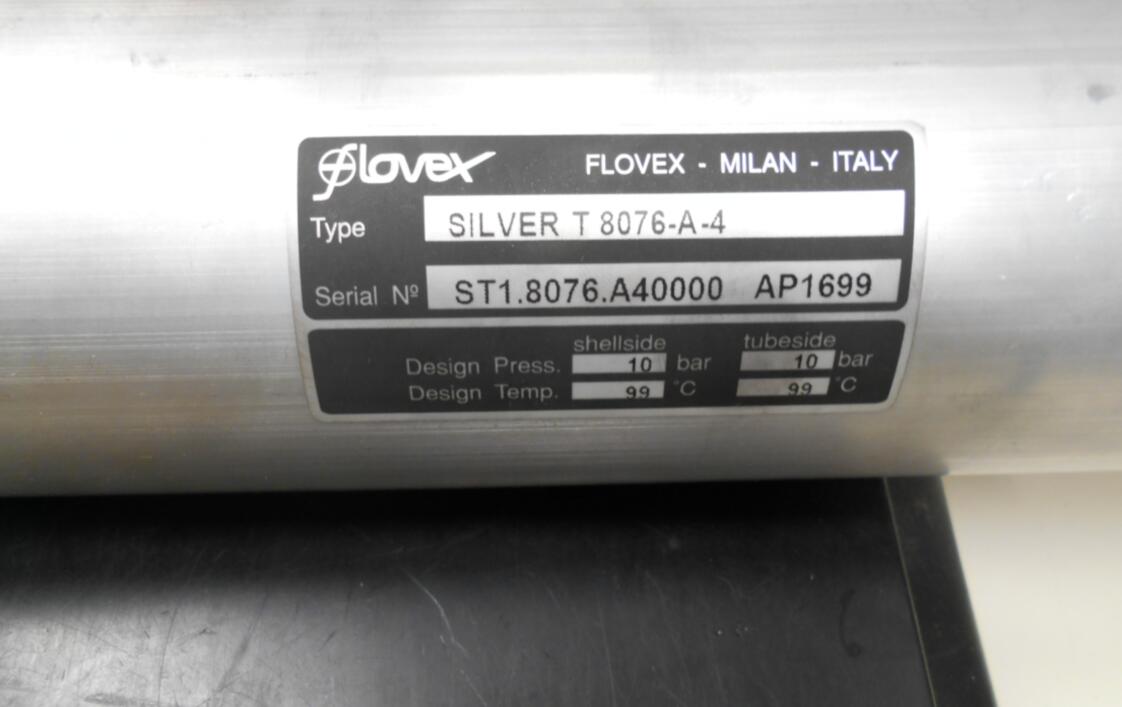 flovex FLOVEX - MILAN - ITALY
Type SILVER T 8076-A-4
Serial Nº ST1.8076.A40000 AP1699
shellside tubeside
Design Press. 10 bar 10 bar
Design Temp. 99 °C 99 °C